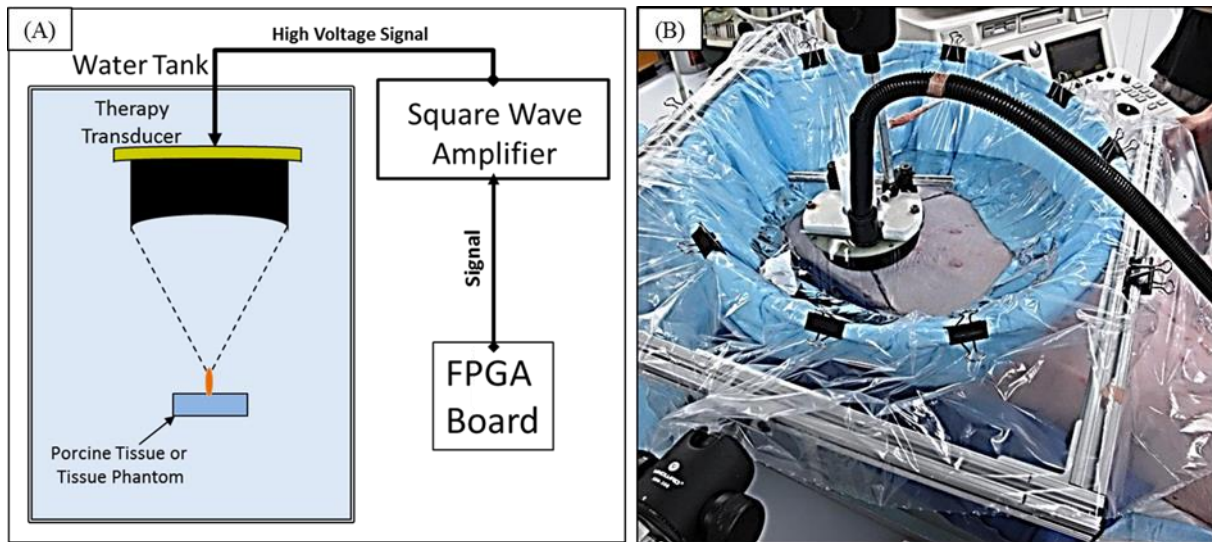 (A)
High Voltage Signal
Water Tank
Therapy
Transducer
Square Wave
Amplifier
Signal
FPGA
Board
Porcine Tissue or
Tissue Phantom
(B)